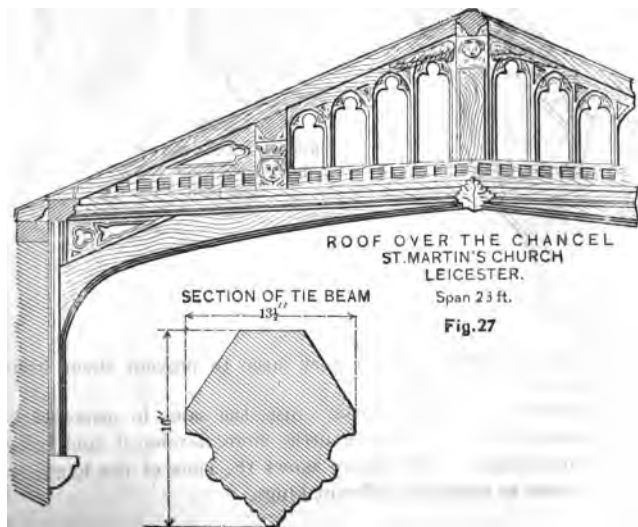 ROOF OVER THE CHANCEL
ST. MARTIN'S CHURCH
LEICESTER.
Span 23 ft.
Fig. 27
SECTION OF TIE BEAM
13½"